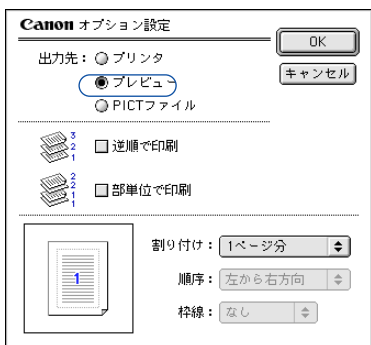 Canon オプション設定
OK
キャンセル
出力先： プリンタ
プレビュー
PICTファイル
3
2
1
逆順で印刷
2
2
1
1
部単位で印刷
1
割り付け： 1ページ分
順序： 左から右方向
枠線： なし